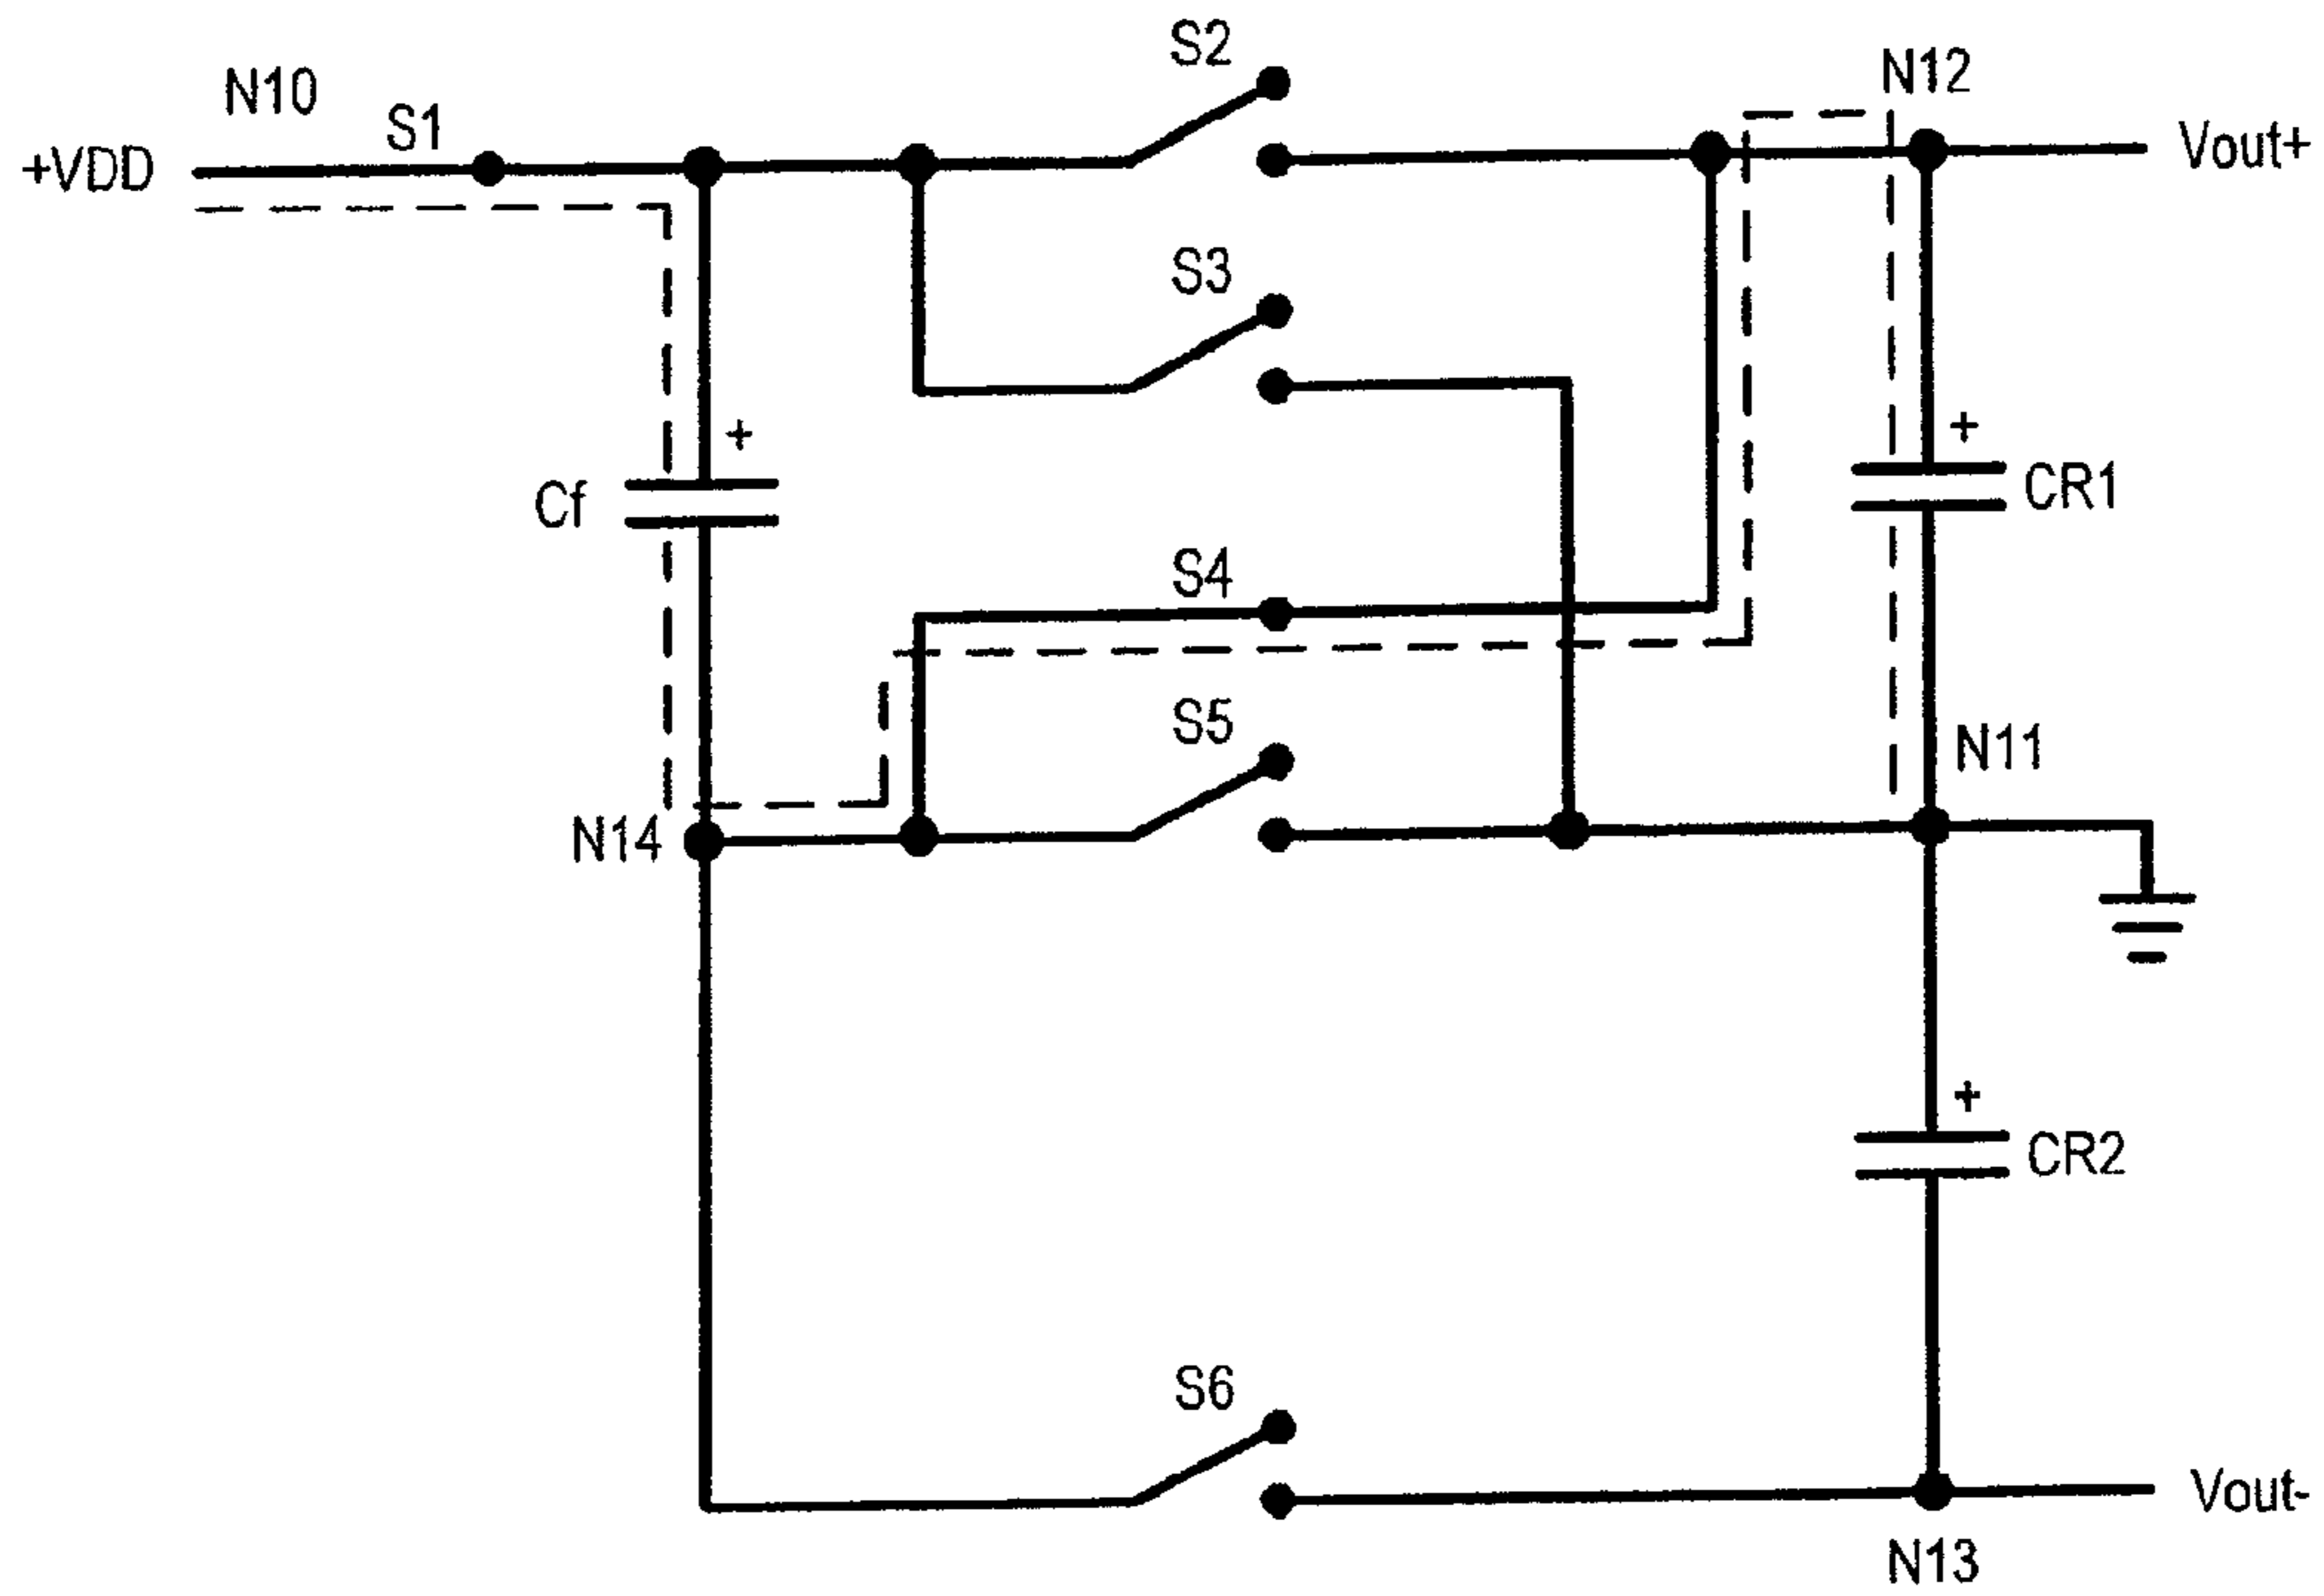 S2
N12
N10
S1
+VDD
Vout+
S3
+
+
Cf
CR1
S4
S5
N11
N14
+
CR2
S6
Vout-
N13